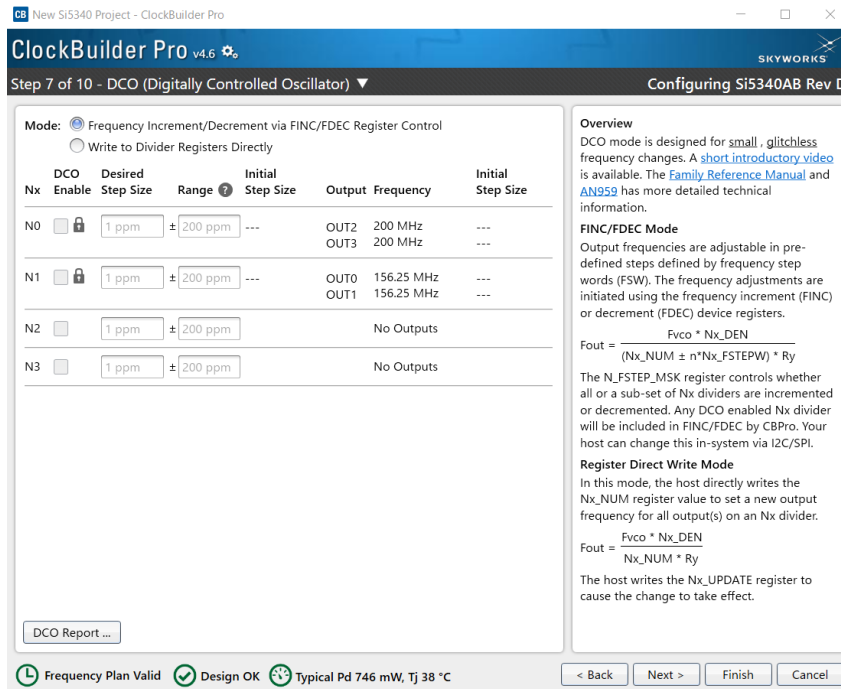 CB New Si5340 Project - ClockBuilder Pro
ClockBuilder Pro v4.6
SKYWORKS
Step 7 of 10 - DCO (Digitally Controlled Oscillator) ▼
Configuring Si5340AB Rev D
Mode: Frequency Increment/Decrement via FINC/FDEC Register Control
Write to Divider Registers Directly
DCO Desired Initial Initial
Nx Enable Step Size Range ? Step Size Output Frequency Step Size
N0 1 ppm ± 200 ppm --- OUT2 200 MHz ---
OUT3 200 MHz ---
N1 1 ppm ± 200 ppm --- OUT0 156.25 MHz ---
OUT1 156.25 MHz ---
N2 1 ppm ± 200 ppm No Outputs
N3 1 ppm ± 200 ppm No Outputs
DCO Report ...
Overview
DCO mode is designed for small , glitchless
frequency changes. A short introductory video
is available. The Family Reference Manual and
AN959 has more detailed technical
information.
FINC/FDEC Mode
Output frequencies are adjustable in pre-
defined steps defined by frequency step
words (FSW). The frequency adjustments are
initiated using the frequency increment (FINC)
or decrement (FDEC) device registers.
Fvco * Nx_DEN
Fout =
(Nx_NUM ± n*Nx_FSTEPW) * Ry
The N_FSTEP_MSK register controls whether
all or a sub-set of Nx dividers are incremented
or decremented. Any DCO enabled Nx divider
will be included in FINC/FDEC by CBPro. Your
host can change this in-system via I2C/SPI.
Register Direct Write Mode
In this mode, the host directly writes the
Nx_NUM register value to set a new output
frequency for all output(s) on an Nx divider.
Fvco * Nx_DEN
Fout =
Nx_NUM * Ry
The host writes the Nx_UPDATE register to
cause the change to take effect.
Frequency Plan Valid Design OK Typical Pd 746 mW, Tj 38 °C
< Back Next > Finish Cancel